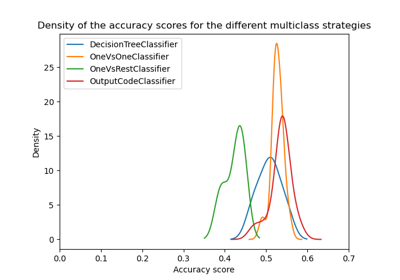 Density of the accuracy scores for the different multiclass strategies
DecisionTreeClassifier
OneVsOneClassifier
OneVsRestClassifier
OutputCodeClassifier
Density
25
20
15
10
5
0
0.0 0.1 0.2 0.3 0.4 0.5 0.6 0.7
Accuracy score